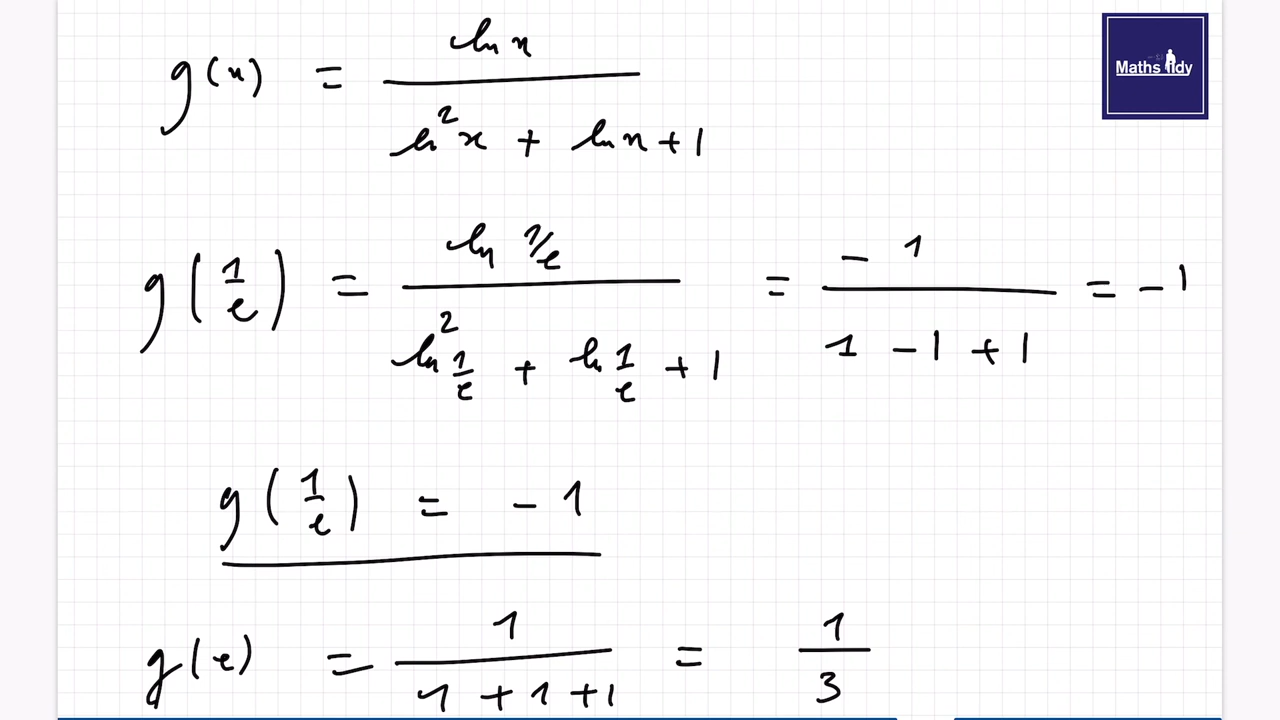 g(x) = ln x / (ln²x + ln x + 1)
Maths Idy
g(1/e) = ln 1/e / (ln² 1/e + ln 1/e + 1) = -1 / (1 - 1 + 1) = -1
g(1/e) = -1
g(e) = 1 / (1 + 1 + 1) = 1/3